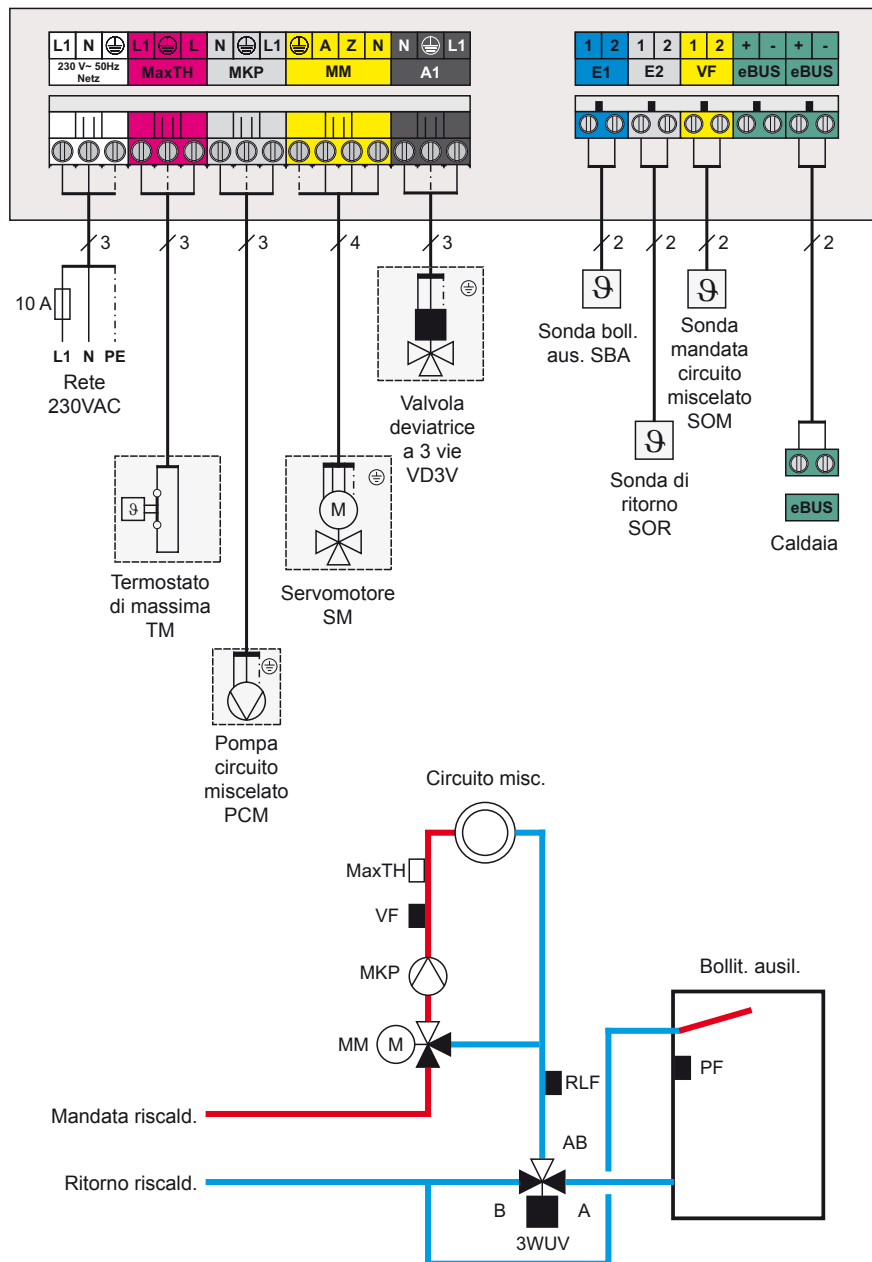 L1 N L1 L N L1 A Z N N L1
230 V~ 50Hz
Netz
MaxTH MKP MM A1
1 2 1 2 1 2 + - + -
E1 E2 VF eBUS eBUS
3 3 3 4 3 2 2 2 2
10 A
L1 N PE
Rete
230VAC
ϑ
Termostato
di massima
TM
Pompa
circuito
miscelato
PCM
M
Servomotore
SM
Valvola
deviatrice
a 3 vie
VD3V
ϑ
Sonda boll.
aus. SBA
ϑ
Sonda di
ritorno
SOR
ϑ
Sonda
mandata
circuito
miscelato
SOM
eBUS
Caldaia
Circuito misc.
MaxTH
VF
MKP
MM
M
Bollit. ausil.
PF
RLF
Mandata riscald.
AB
Ritorno riscald.
B A
3WUV